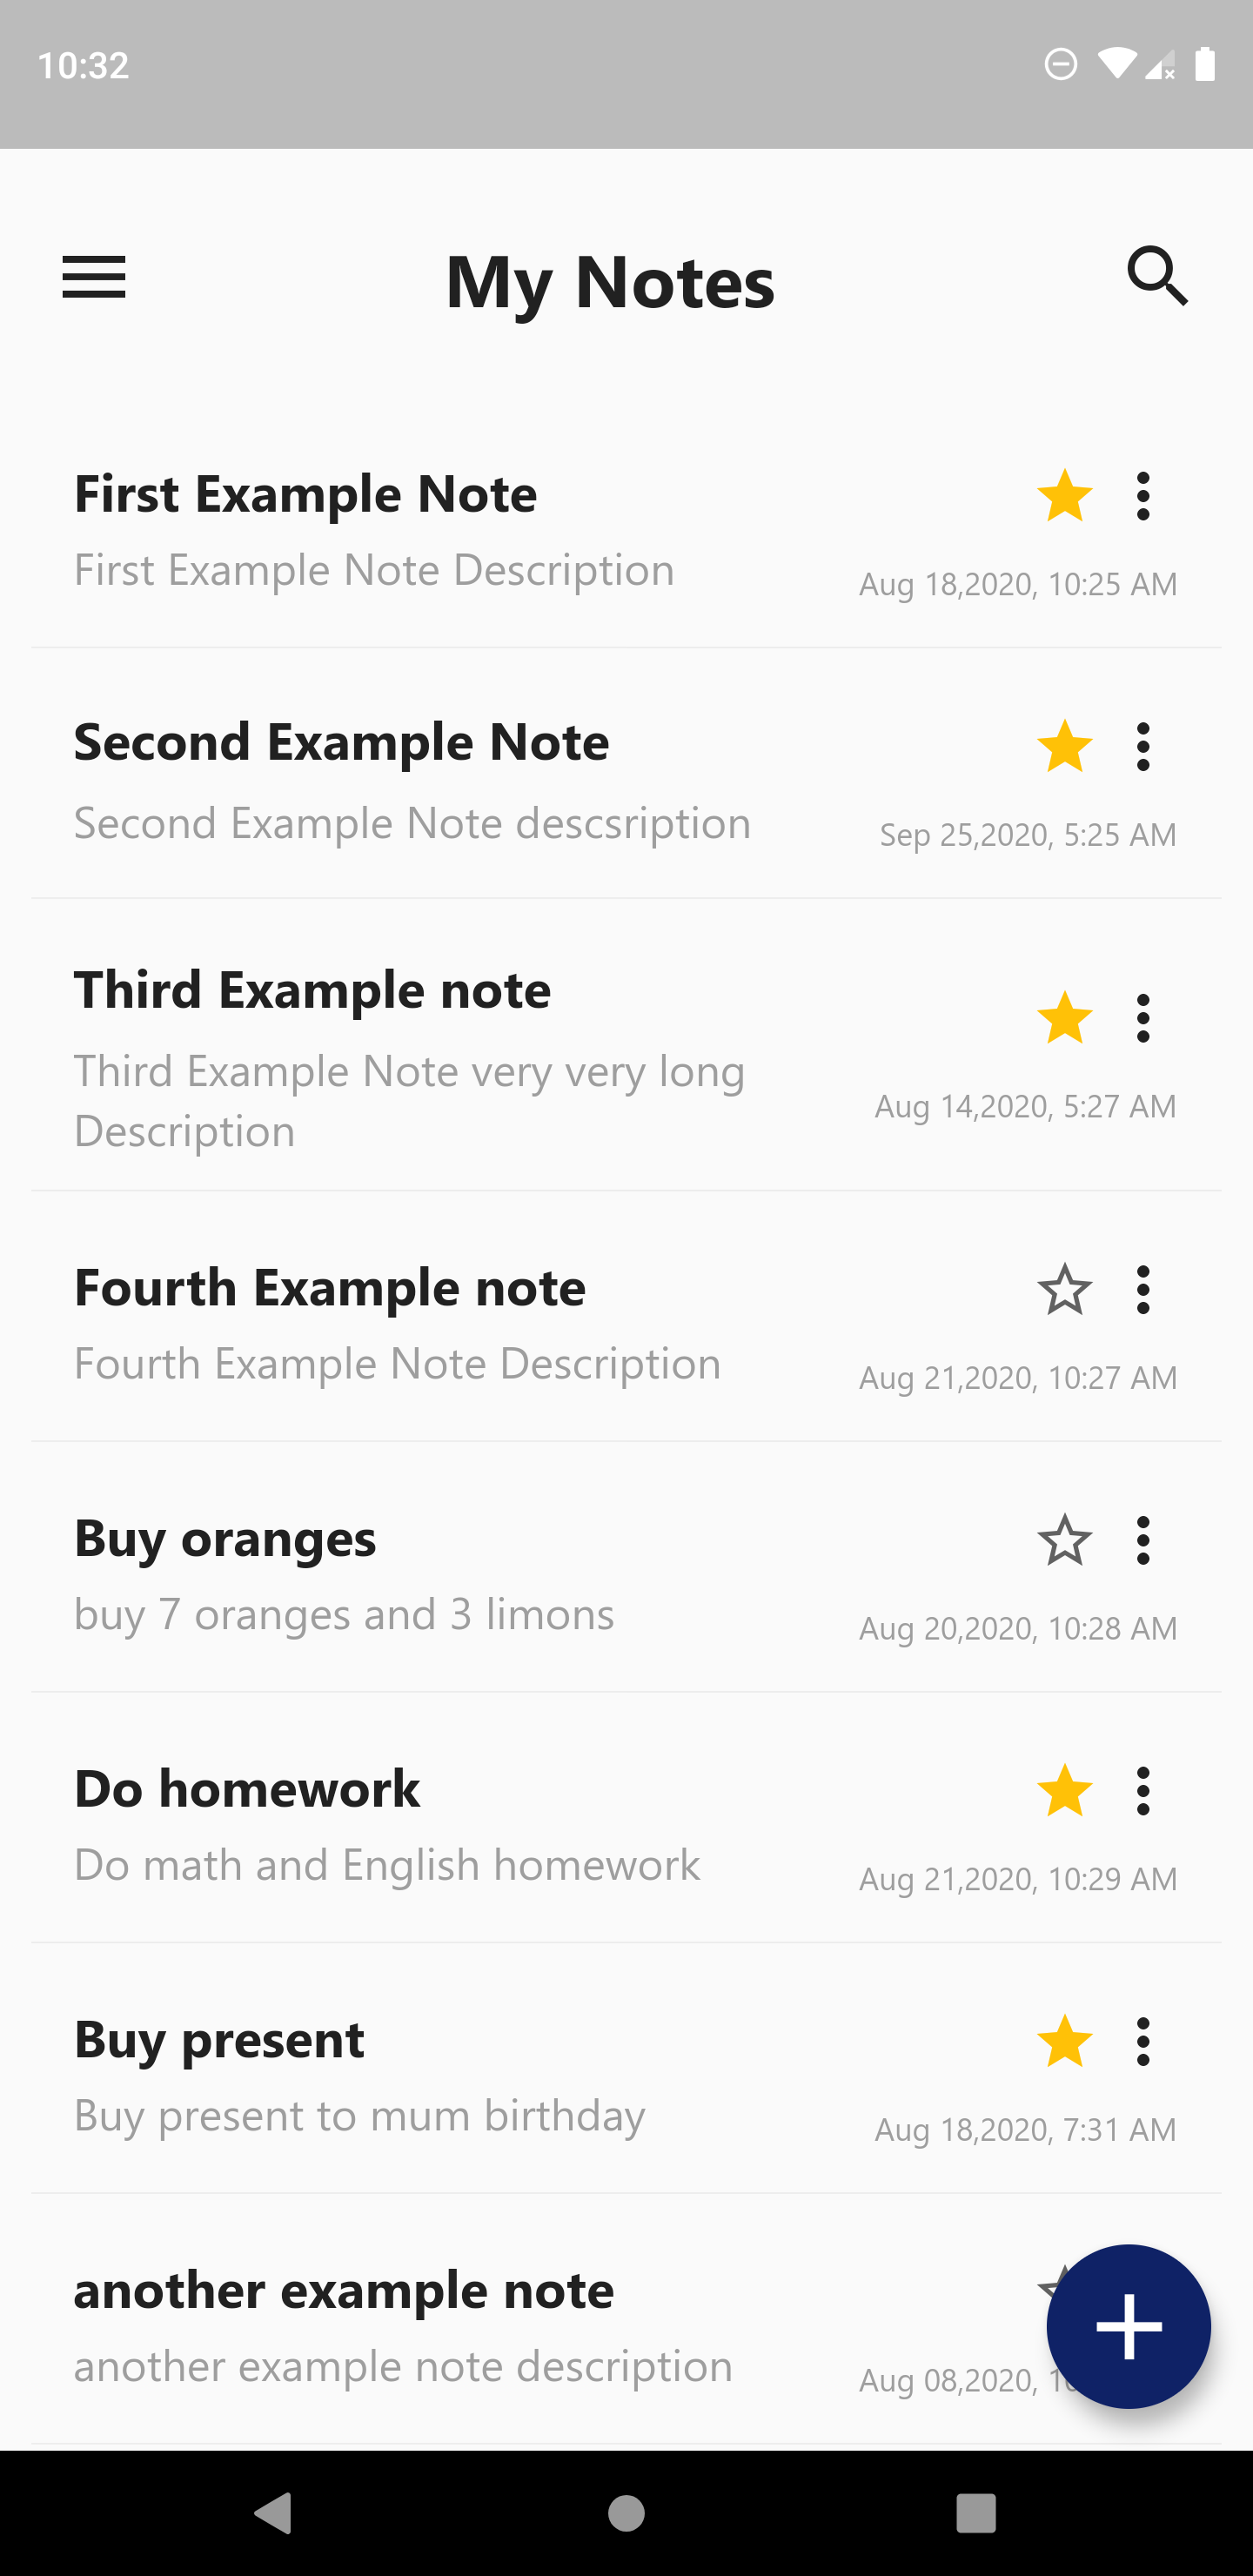 10:32
My Notes
First Example Note
First Example Note Description
Aug 18,2020, 10:25 AM
Second Example Note
Second Example Note descsription
Sep 25,2020, 5:25 AM
Third Example note
Third Example Note very very long
Description
Aug 14,2020, 5:27 AM
Fourth Example note
Fourth Example Note Description
Aug 21,2020, 10:27 AM
Buy oranges
buy 7 oranges and 3 limons
Aug 20,2020, 10:28 AM
Do homework
Do math and English homework
Aug 21,2020, 10:29 AM
Buy present
Buy present to mum birthday
Aug 18,2020, 7:31 AM
another example note
another example note description
Aug 08,2020,